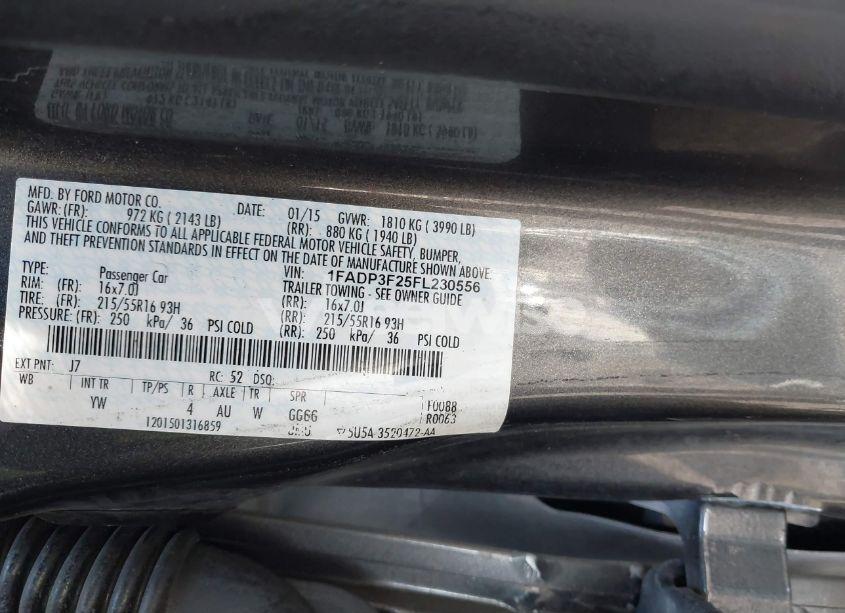 MFD. BY FORD MOTOR CO.
DATE: 01/15 GVWR: 1810 KG ( 3990 LB)
GAWR: (FR): 972 KG ( 2143 LB) (RR): 880 KG ( 1940 LB)
THIS VEHICLE CONFORMS TO ALL APPLICABLE FEDERAL MOTOR VEHICLE SAFETY, BUMPER,
AND THEFT PREVENTION STANDARDS IN EFFECT ON THE DATE OF MANUFACTURE SHOWN ABOVE.
VIN: 1FADP3F25FL230556
TYPE: Passenger Car TRAILER TOWING - SEE OWNER GUIDE
RIM: (FR): 16x7.0J (RR): 16x7.0J
TIRE: (FR): 215/55R16 93H (RR): 215/55R16 93H
PRESSURE: (FR): 250 kPa/ 36 PSI COLD (RR): 250 kPa/ 36 PSI COLD
EXT PNT: J7 RC: 52 DSO:
WB INT TR TP/PS R AXLE TR SPR
YW 4 AU W GG66 F0088
R0063
1201501316859 5U5A-3520472-AA